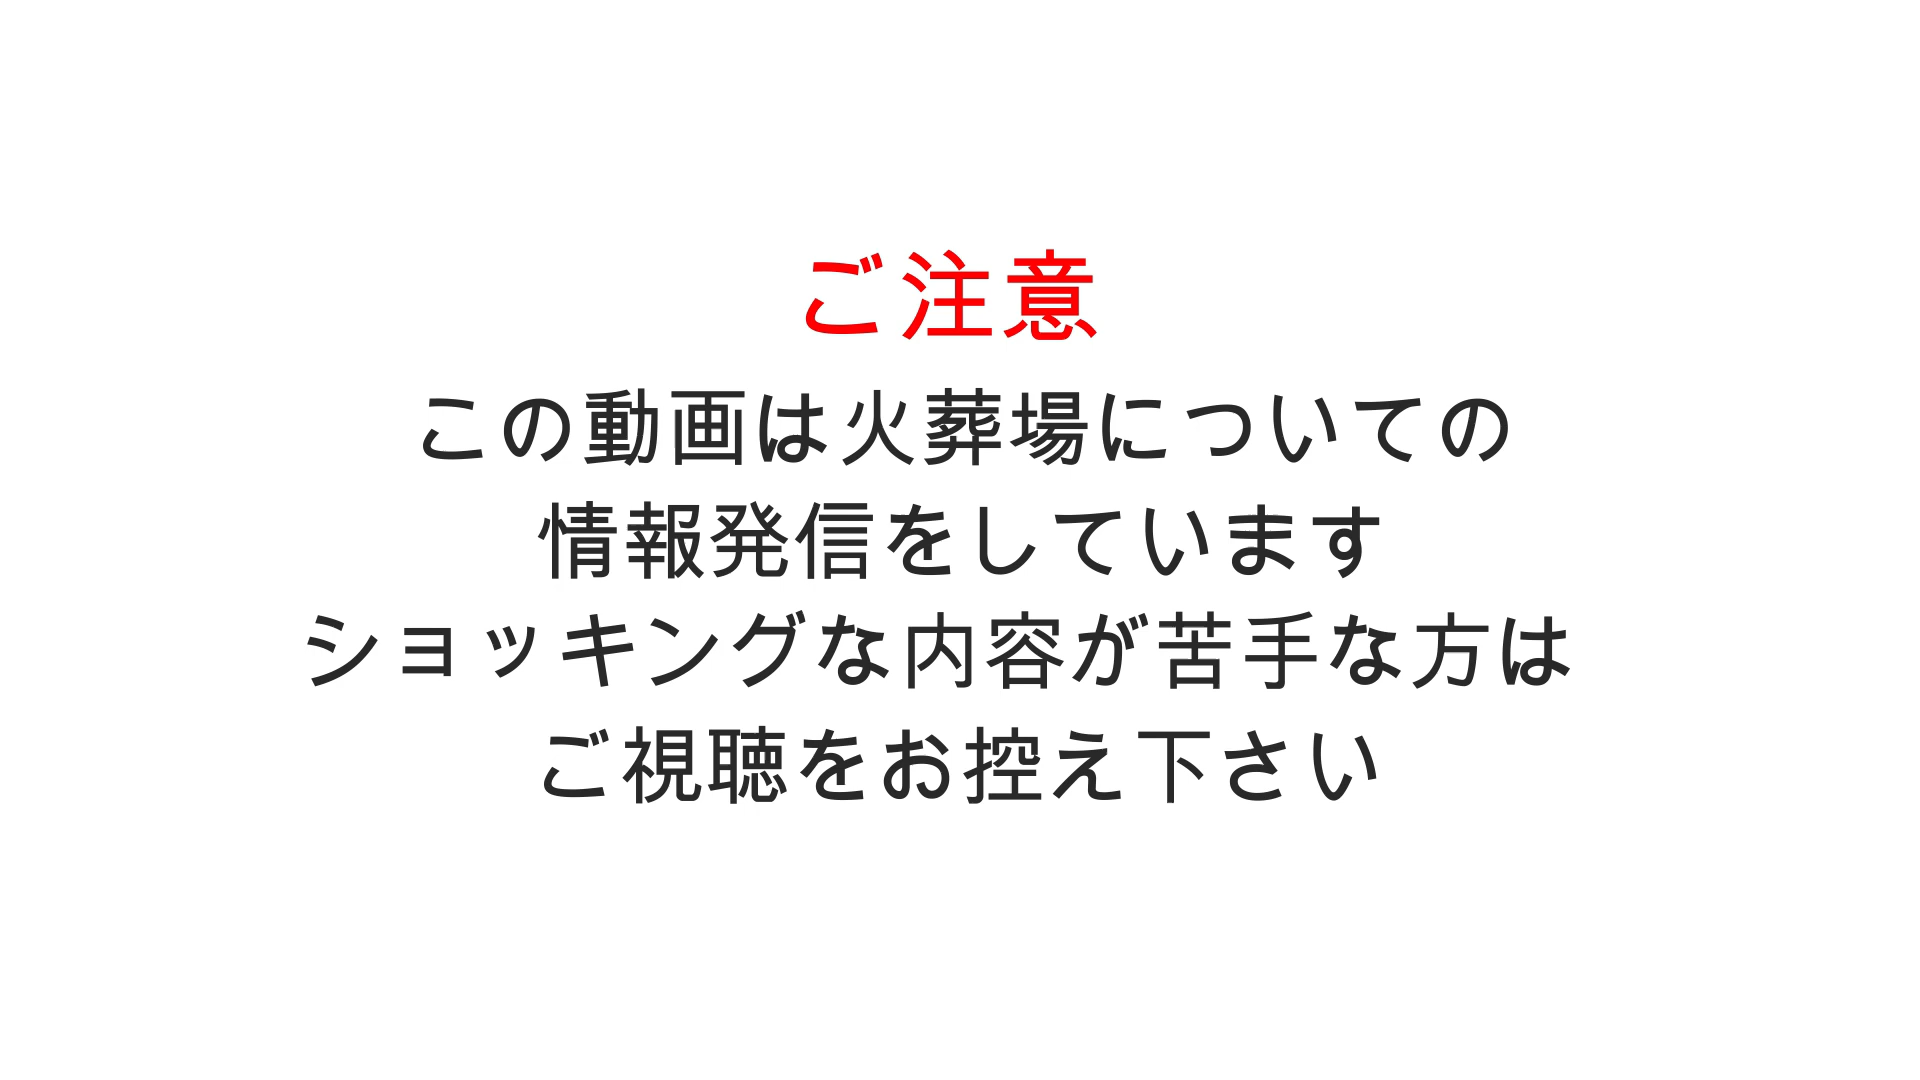 ご注意
この動画は火葬場についての
情報発信をしています
ショッキングな内容が苦手な方は
ご視聴をお控え下さい